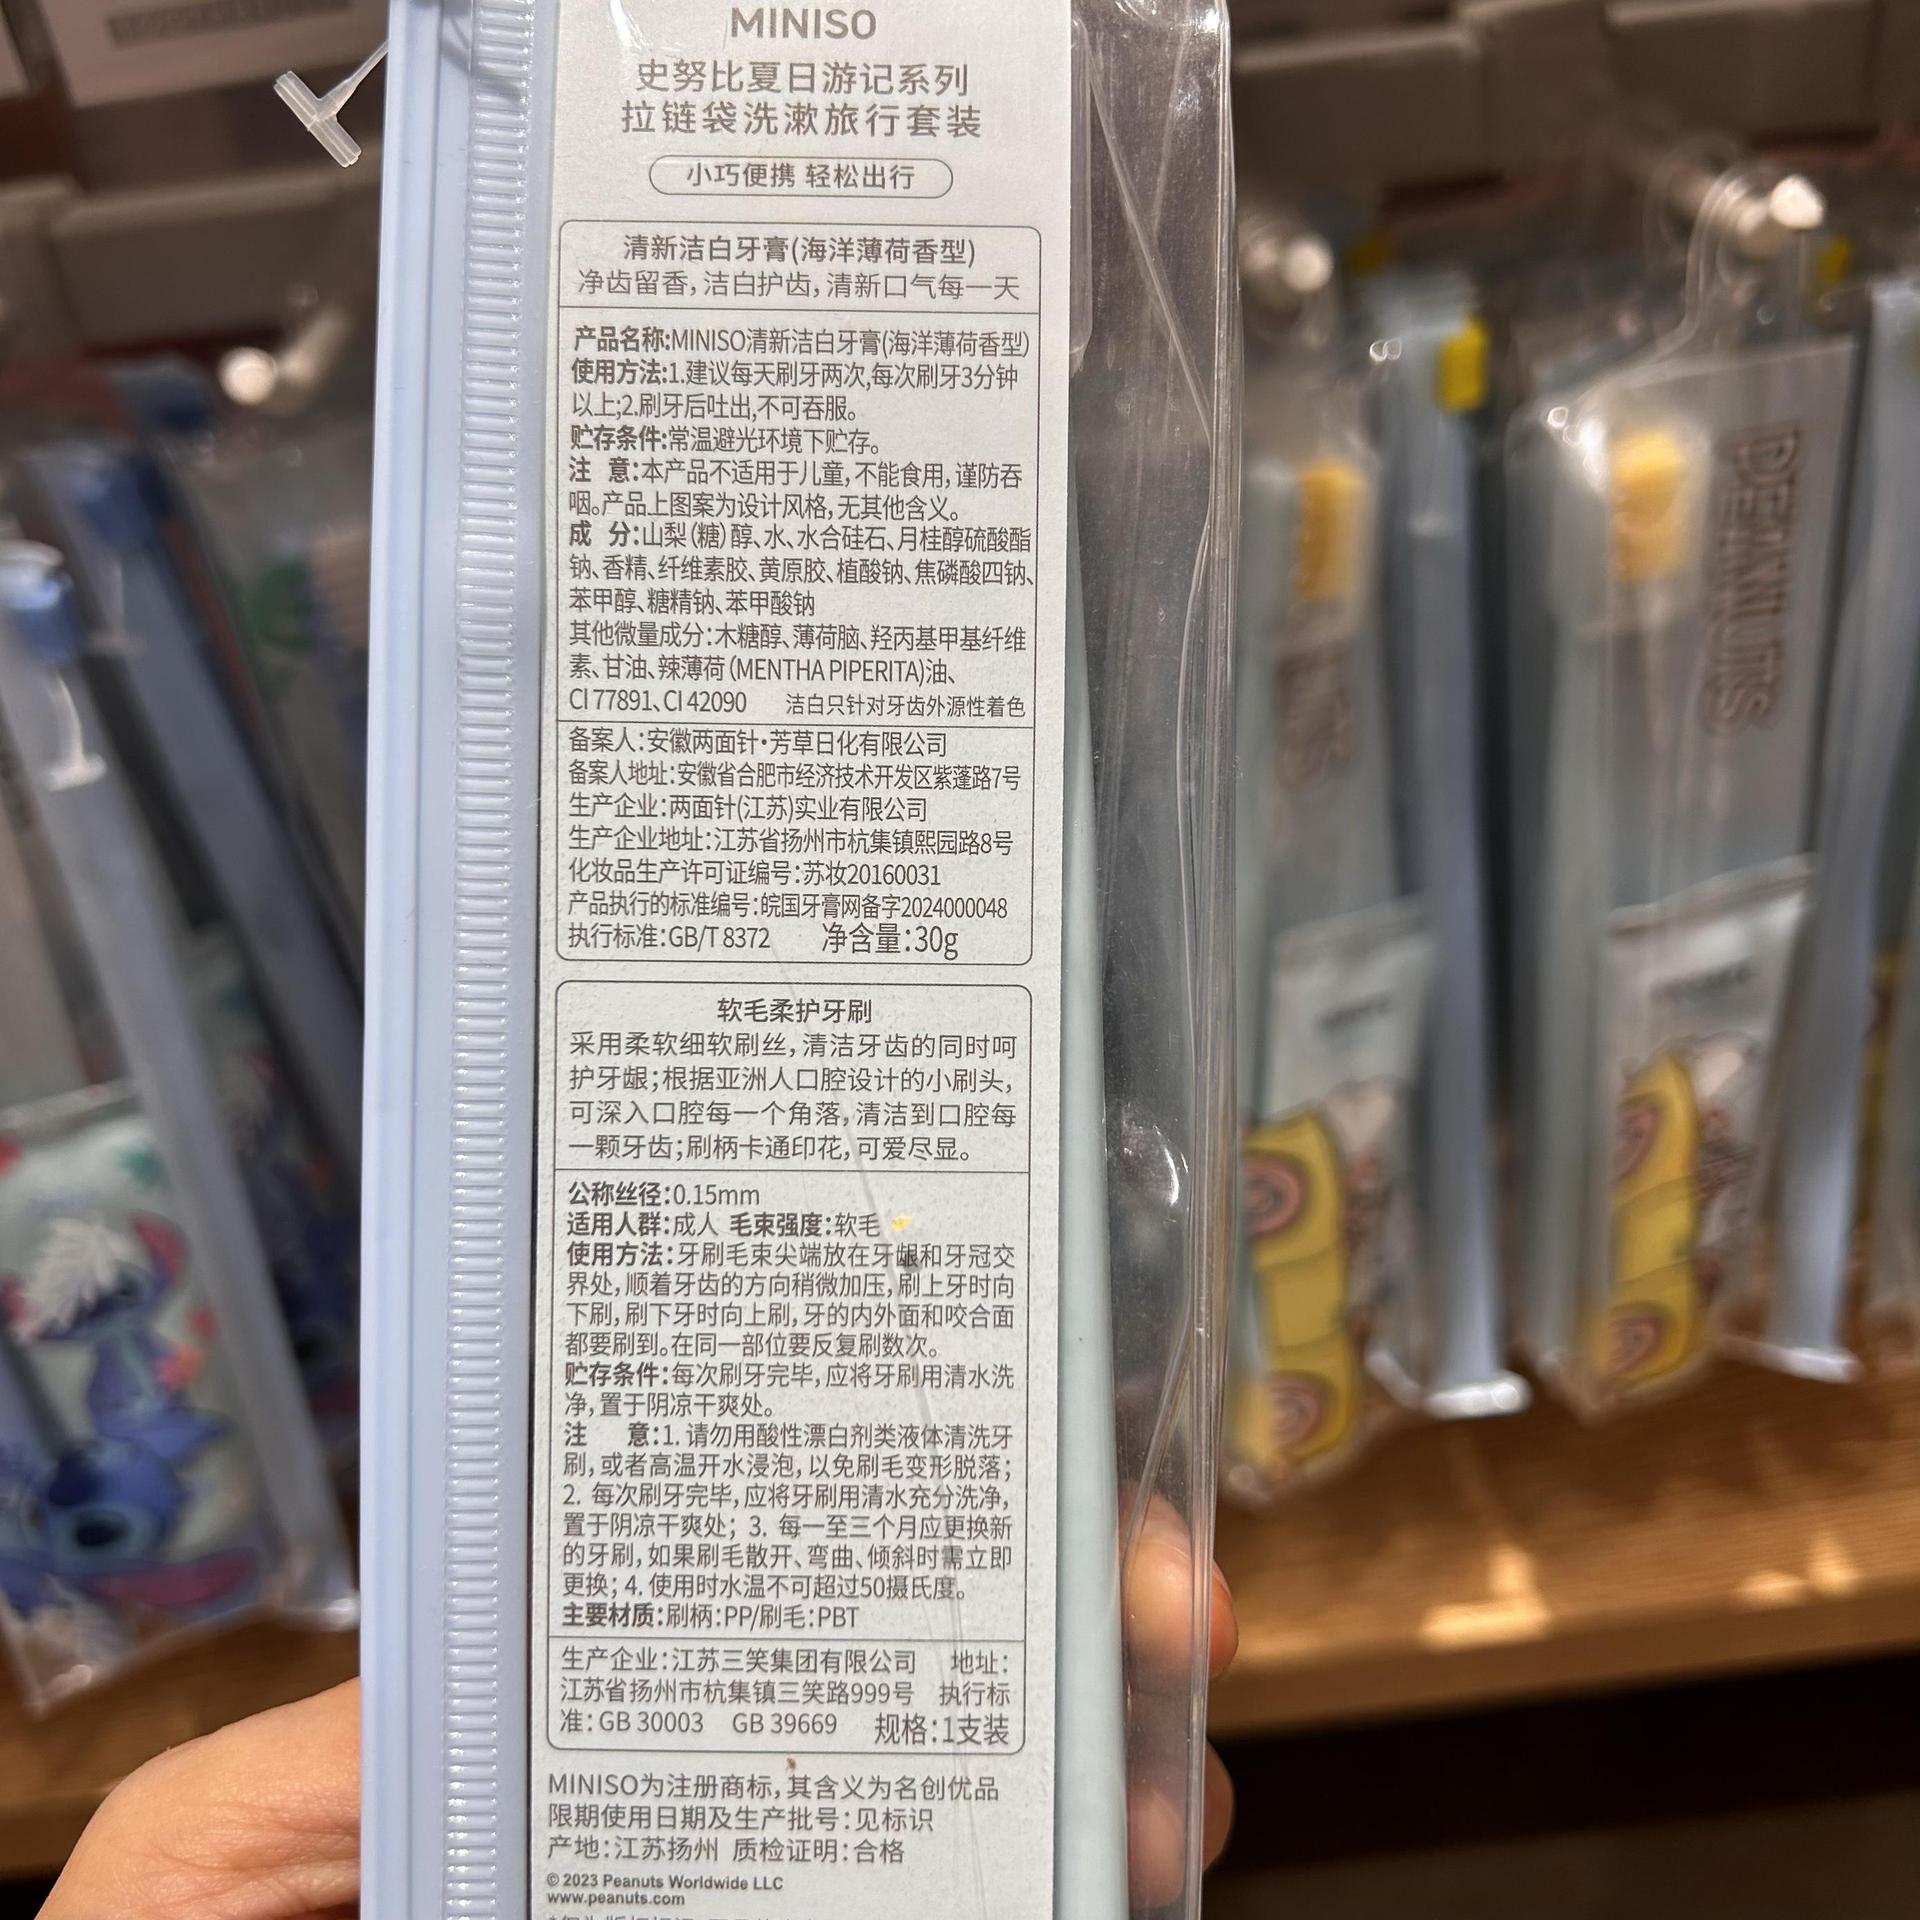 MINISO
史努比夏日游记系列
拉链袋洗漱旅行套装
小巧便携 轻松出行
清新洁白牙膏(海洋薄荷香型)
净齿留香,洁白护齿,清新口气每一天
产品名称:MINISO清新洁白牙膏(海洋薄荷香型)
使用方法:1.建议每天刷牙两次,每次刷牙3分钟
以上;2.刷牙后吐出,不可吞服。
贮存条件:常温避光环境下贮存。
注 意:本产品不适用于儿童,不能食用,谨防吞
咽。产品上图案为设计风格,无其他含义。
成 分:山梨(糖)醇、水、水合硅石、月桂醇硫酸酯
钠、香精、纤维素胶、黄原胶、植酸钠、焦磷酸四钠、
苯甲醇、糖精钠、苯甲酸钠
其他微量成分:木糖醇、薄荷脑、羟丙基甲基纤维
素、甘油、辣薄荷(MENTHA PIPERITA)油、
CI 77891、CI 42090 洁白只针对牙齿外源性着色
备案人:安徽两面针·芳草日化有限公司
备案人地址:安徽省合肥市经济技术开发区紫蓬路7号
生产企业:两面针(江苏)实业有限公司
生产企业地址:江苏省扬州市杭集镇熙园路8号
化妆品生产许可证编号:苏妆20160031
产品执行的标准编号:皖国牙膏网备字2024000048
执行标准:GB/T 8372 净含量:30g
软毛柔护牙刷
采用柔软细软刷丝,清洁牙齿的同时呵
护牙龈;根据亚洲人口腔设计的小刷头,
可深入口腔每一个角落,清洁到口腔每
一颗牙齿;刷柄卡通印花,可爱尽显。
公称丝径:0.15mm
适用人群:成人 毛束强度:软毛
使用方法:牙刷毛束尖端放在牙龈和牙冠交
界处,顺着牙齿的方向稍微加压,刷上牙时向
下刷,刷下牙时向上刷,牙的内外面和咬合面
都要刷到。在同一部位要反复刷数次。
贮存条件:每次刷牙完毕,应将牙刷用清水洗
净,置于阴凉干爽处。
注 意:1. 请勿用酸性漂白剂类液体清洗牙
刷,或者高温开水浸泡,以免刷毛变形脱落;
2. 每次刷牙完毕,应将牙刷用清水充分洗净,
置于阴凉干爽处; 3. 每一至三个月应更换新
的牙刷,如果刷毛散开、弯曲、倾斜时需立即
更换; 4. 使用时水温不可超过50摄氏度。
主要材质:刷柄:PP/刷毛:PBT
生产企业:江苏三笑集团有限公司 地址:
江苏省扬州市杭集镇三笑路999号 执行标
准:GB 30003 GB 39669 规格:1支装
MINISO为注册商标,其含义为名创优品
限期使用日期及生产批号:见标识
产地:江苏扬州 质检证明:合格
© 2023 Peanuts Worldwide LLC
www.peanuts.com
PEANUTS